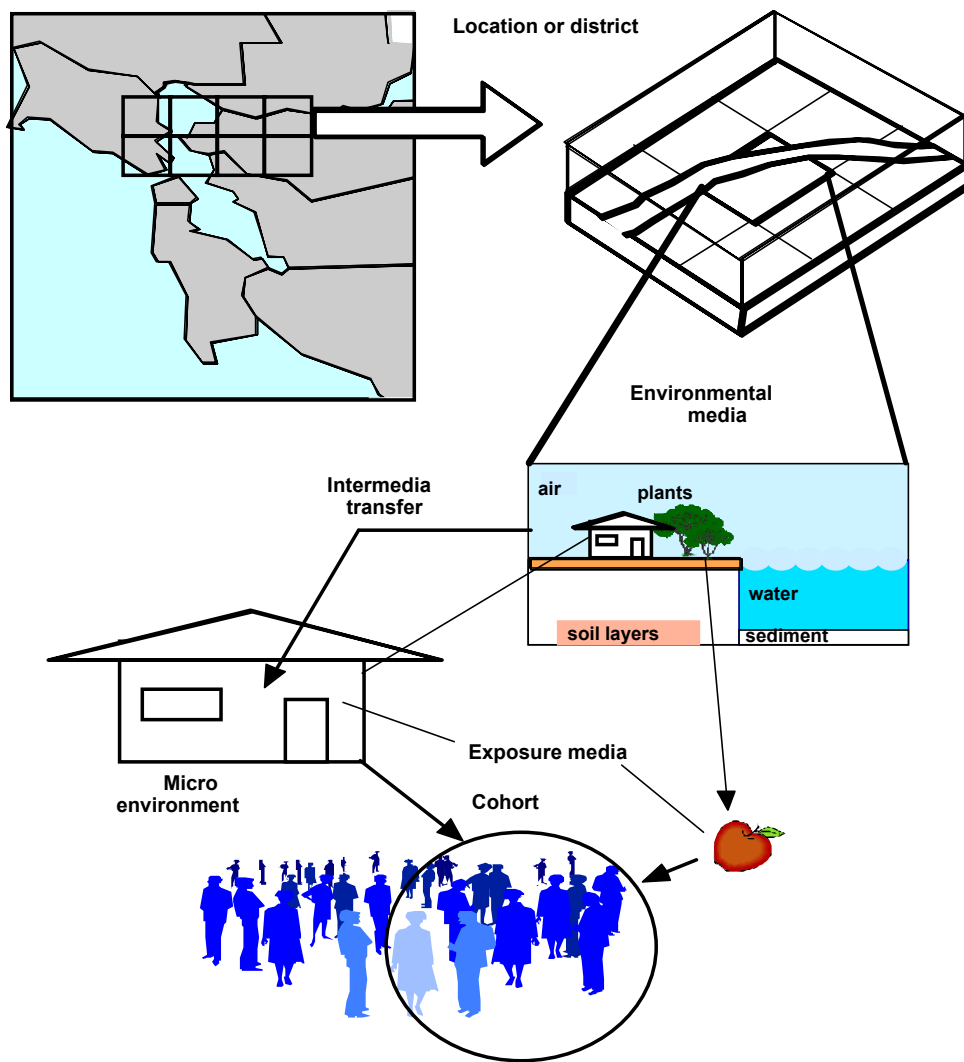 Location or district
Environmental
media
Intermedia
transfer
air
plants
water
soil layers
sediment
Exposure media
Micro
environment
Cohort